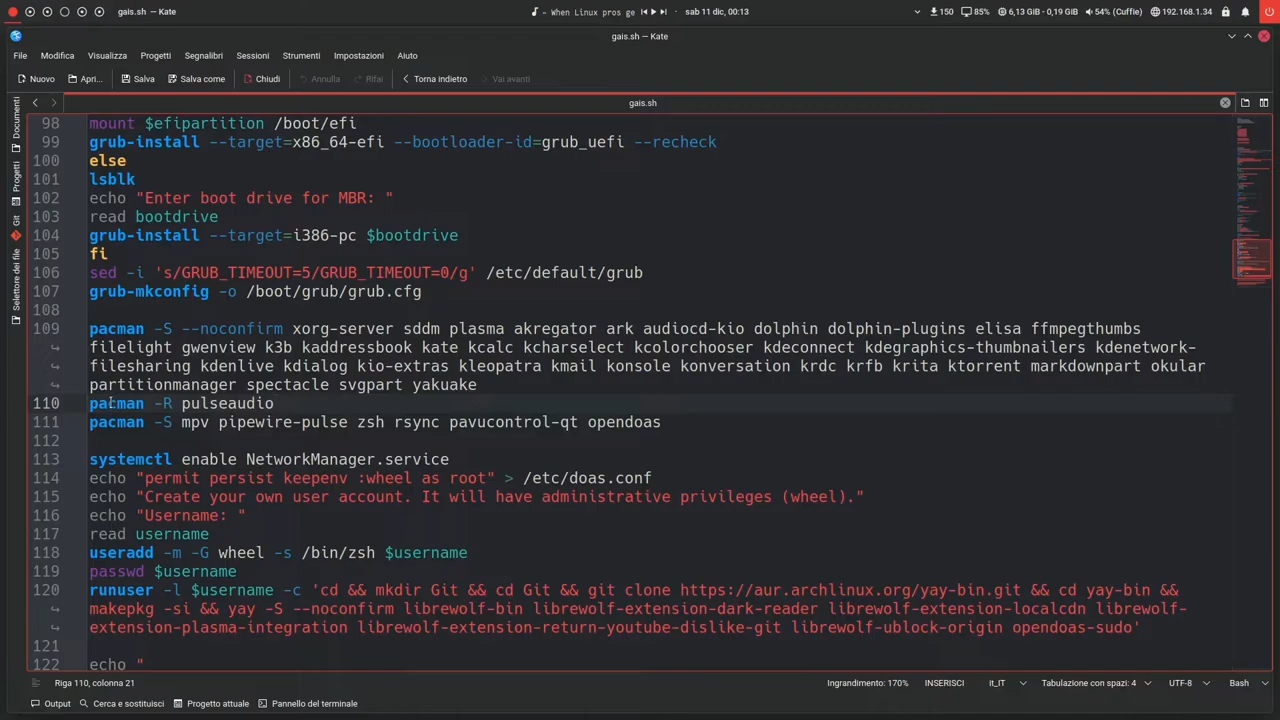 gais.sh — Kate
- When Linux pros ge
sab 11 dic, 00:13
150
85%
6,13 GiB - 0,19 GiB
54% (Cuffie)
192.168.1.34
gais.sh — Kate
File Modifica Visualizza Progetti Segnalibri Sessioni Strumenti Impostazioni Aiuto
Nuovo Apri... Salva Salva come Chiudi Annulla Rifai Torna indietro Vai avanti
gais.sh
Documenti
Progetti
Git
Selettore dei file
98 mount $efipartition /boot/efi
99 grub-install --target=x86_64-efi --bootloader-id=grub_uefi --recheck
100 else
101 lsblk
102 echo "Enter boot drive for MBR: "
103 read bootdrive
104 grub-install --target=i386-pc $bootdrive
105 fi
106 sed -i 's/GRUB_TIMEOUT=5/GRUB_TIMEOUT=0/g' /etc/default/grub
107 grub-mkconfig -o /boot/grub/grub.cfg
108
109 pacman -S --noconfirm xorg-server sddm plasma akregator ark audiocd-kio dolphin dolphin-plugins elisa ffmpegthumbs
filelight gwenview k3b kaddressbook kate kcalc kcharselect kcolorchooser kdeconnect kdegraphics-thumbnailers kdenetwork-
filesharing kdenlive kdialog kio-extras kleopatra kmail konsole konversation krdc krfb krita ktorrent markdownpart okular
partitionmanager spectacle svgpart yakuake
110 pacman -R pulseaudio
111 pacman -S mpv pipewire-pulse zsh rsync pavucontrol-qt opendoas
112
113 systemctl enable NetworkManager.service
114 echo "permit persist keepenv :wheel as root" > /etc/doas.conf
115 echo "Create your own user account. It will have administrative privileges (wheel)."
116 echo "Username: "
117 read username
118 useradd -m -G wheel -s /bin/zsh $username
119 passwd $username
120 runuser -l $username -c 'cd && mkdir Git && cd Git && git clone https://aur.archlinux.org/yay-bin.git && cd yay-bin &&
makepkg -si && yay -S --noconfirm librewolf-bin librewolf-extension-dark-reader librewolf-extension-localcdn librewolf-
extension-plasma-integration librewolf-extension-return-youtube-dislike-git librewolf-ublock-origin opendoas-sudo'
121
122 echo "
Riga 110, colonna 21
Ingrandimento: 170% INSERISCI it_IT Tabulazione con spazi: 4 UTF-8 Bash
Output Cerca e sostituisci Progetto attuale Pannello del terminale